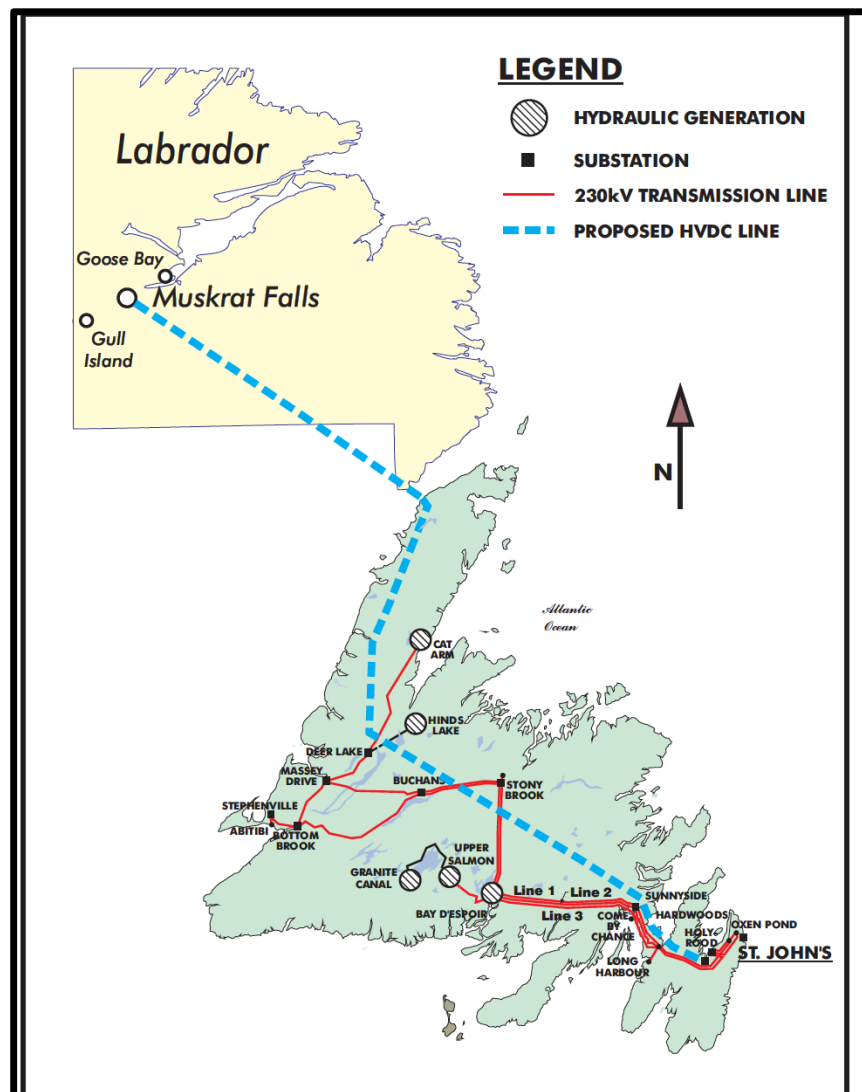 LEGEND
HYDRAULIC GENERATION
SUBSTATION
230kV TRANSMISSION LINE
PROPOSED HVDC LINE
Labrador
Goose Bay
Muskrat Falls
Gull
Island
N
Atlantic
Ocean
CAT
ARM
HINDS
LAKE
DEER LAKE
MASSEY
DRIVE
BUCHANS
STONY
BROOK
STEPHENVILLE
ABITIBI
BOTTOM
BROOK
UPPER
SALMON
GRANITE
CANAL
BAY D'ESPOIR
Line 1
Line 2
Line 3
SUNNYSIDE
COME
BY
CHANCE
HARDWOODS
HOLY-
ROOD
OXEN POND
LONG
HARBOUR
ST. JOHN'S